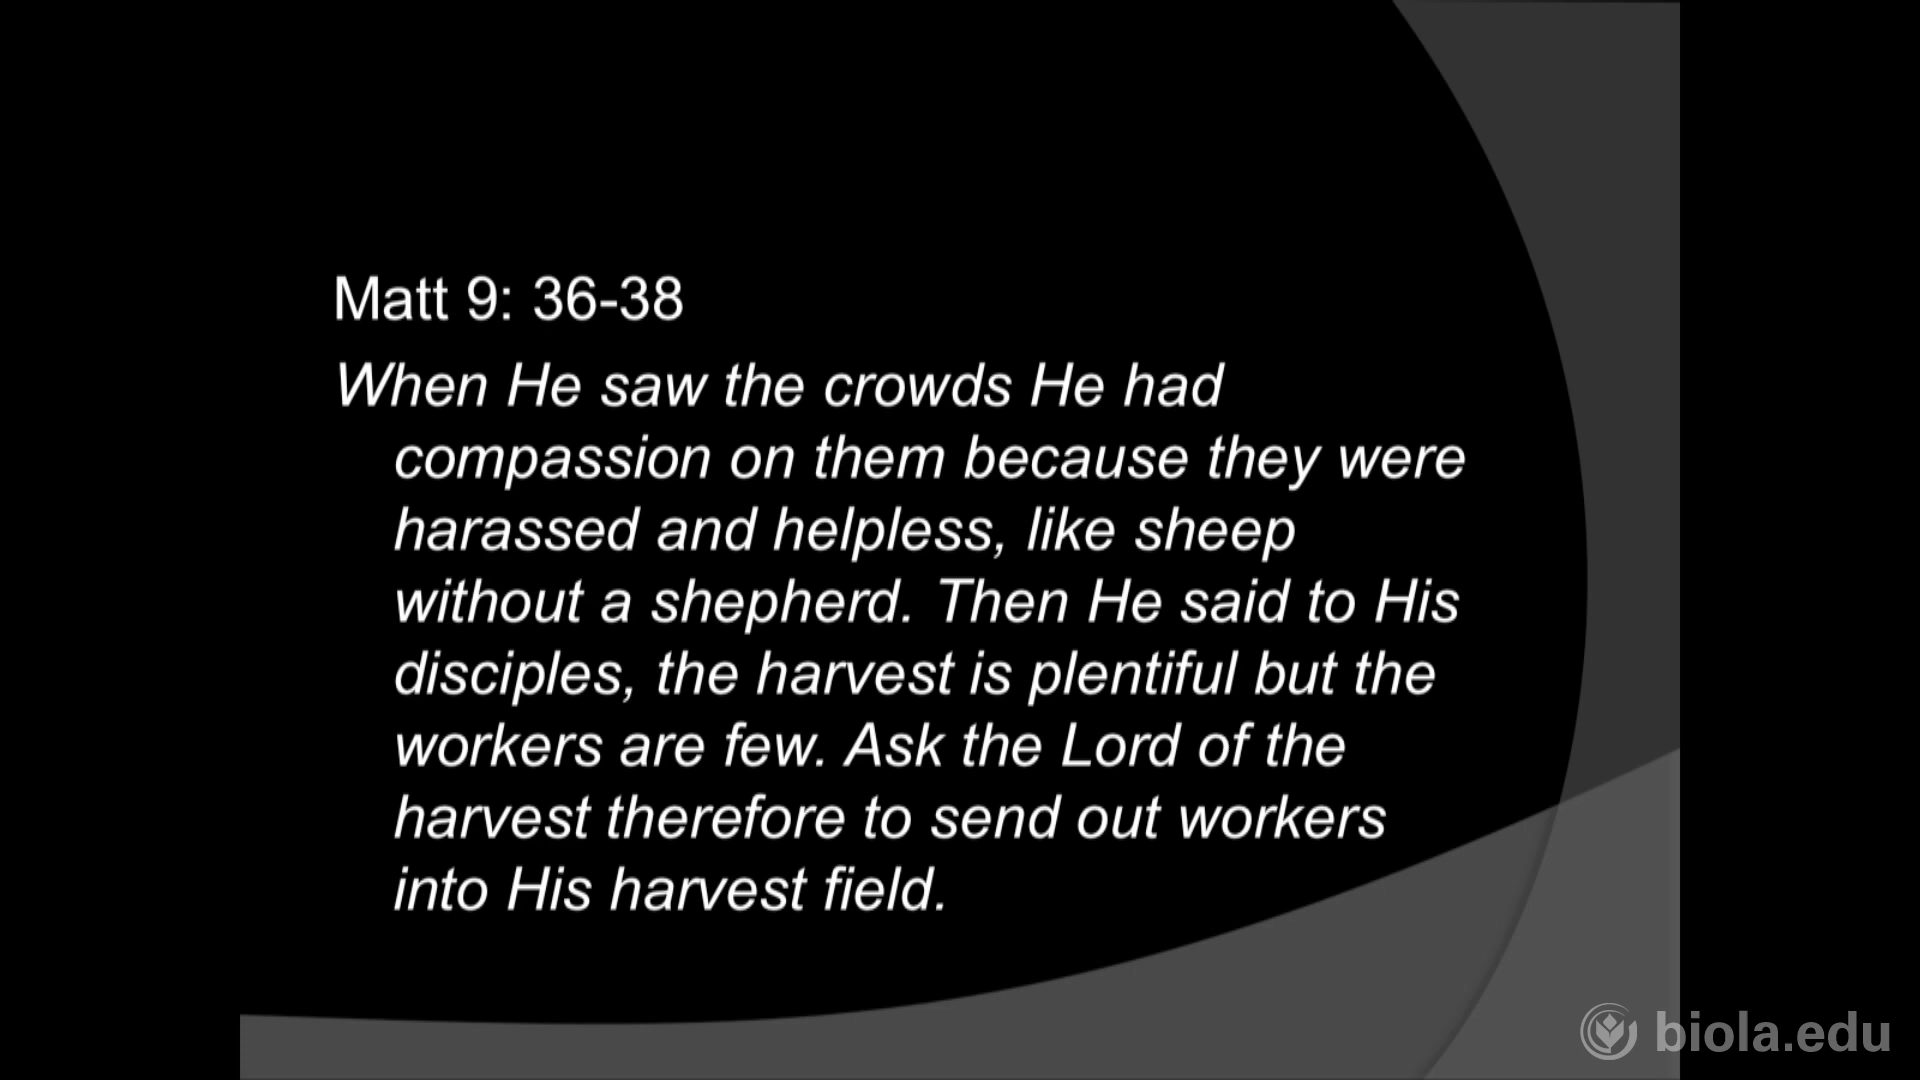 Matt 9: 36-38
When He saw the crowds He had
compassion on them because they were
harassed and helpless, like sheep
without a shepherd. Then He said to His
disciples, the harvest is plentiful but the
workers are few. Ask the Lord of the
harvest therefore to send out workers
into His harvest field.
biola.edu